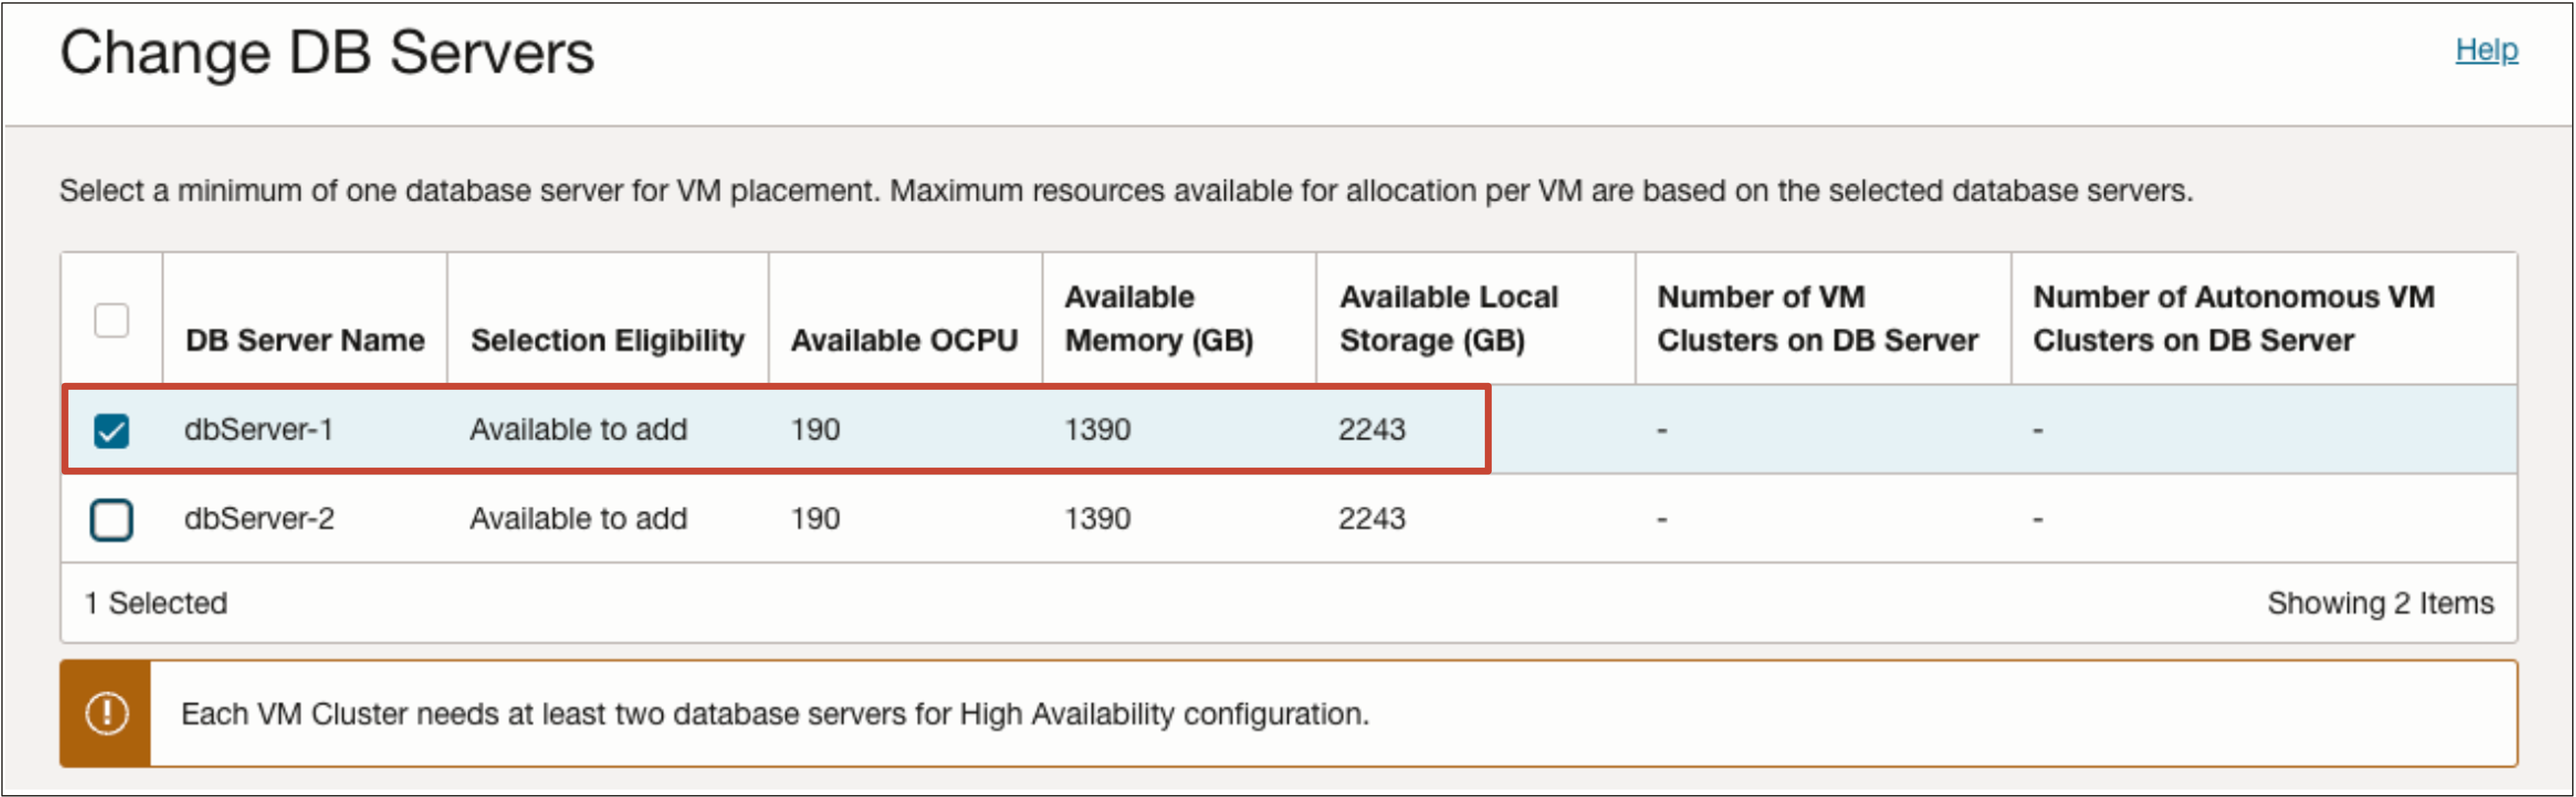 Change DB Servers
Help
Select a minimum of one database server for VM placement. Maximum resources available for allocation per VM are based on the selected database servers.
DB Server Name Selection Eligibility Available OCPU Available Memory (GB) Available Local Storage (GB) Number of VM Clusters on DB Server Number of Autonomous VM Clusters on DB Server
dbServer-1 Available to add 190 1390 2243 - -
dbServer-2 Available to add 190 1390 2243 - -
1 Selected Showing 2 Items
Each VM Cluster needs at least two database servers for High Availability configuration.